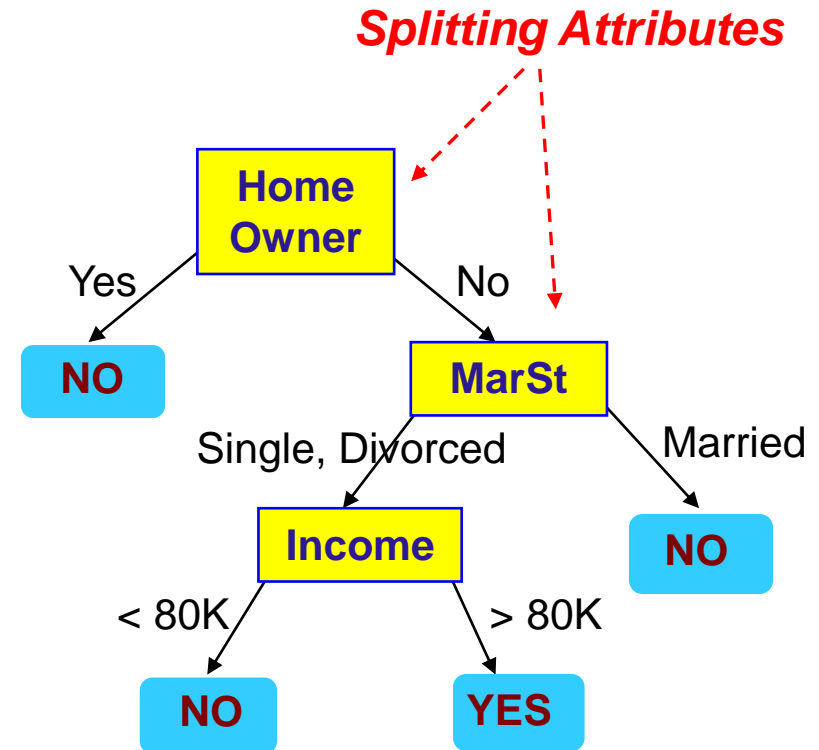 Splitting Attributes
Home
Owner
Yes
No
NO
MarSt
Single, Divorced
Married
Income
NO
< 80K
> 80K
NO
YES